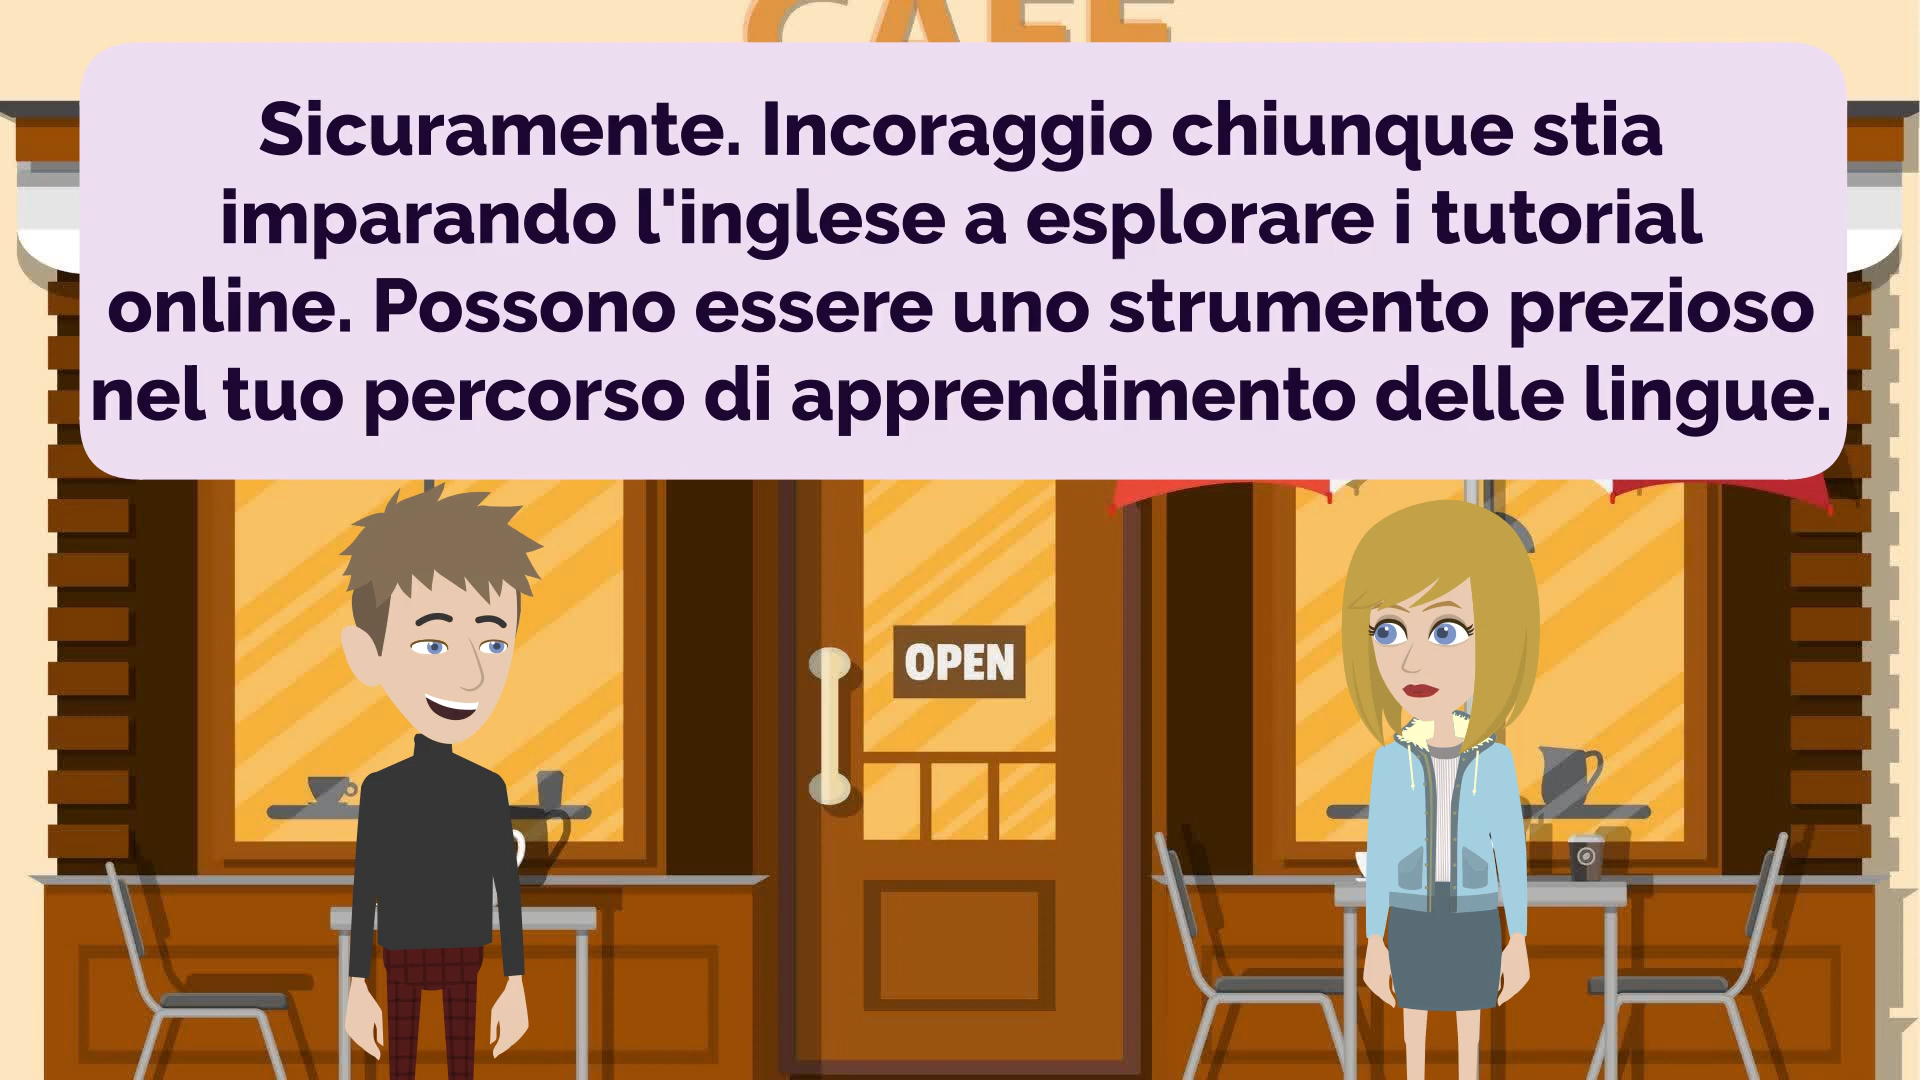 CAFE
Sicuramente. Incoraggio chiunque stia
imparando l'inglese a esplorare i tutorial
online. Possono essere uno strumento prezioso
nel tuo percorso di apprendimento delle lingue.
OPEN